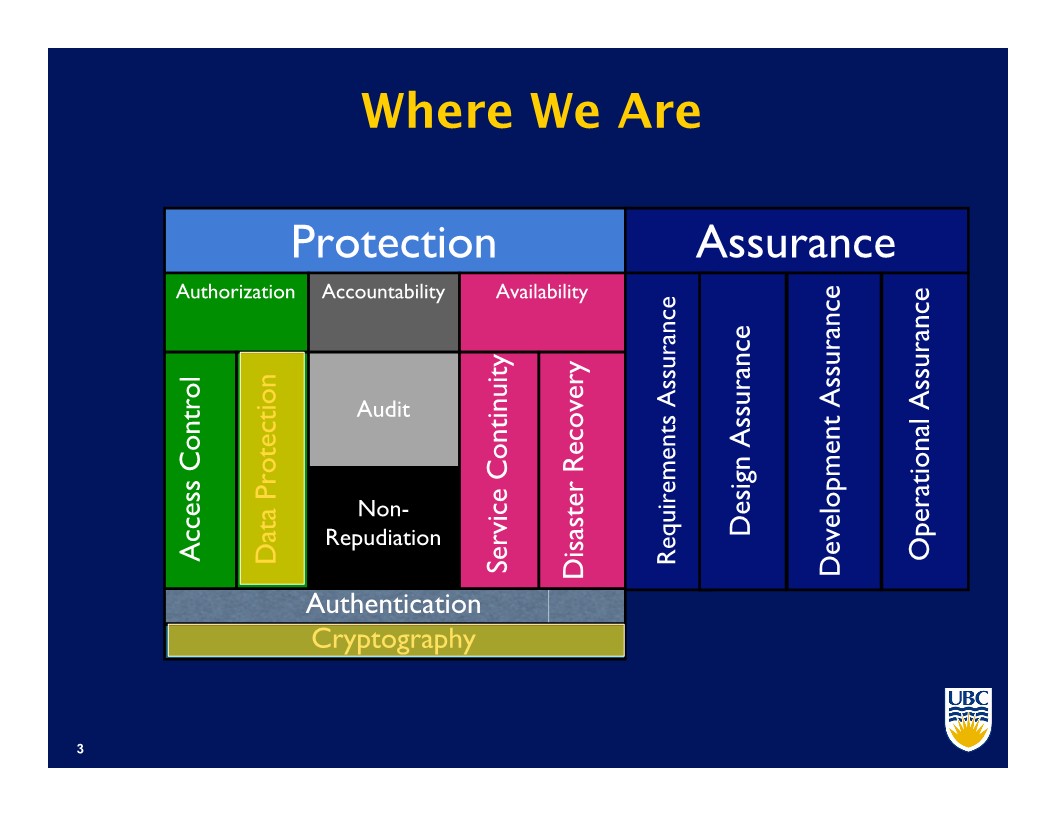 Where We Are
Protection
Assurance
Authorization
Accountability
Availability
Access Control
Data Protection
Audit
Non-
Repudiation
Service Continuity
Disaster Recovery
Requirements Assurance
Design Assurance
Development Assurance
Operational Assurance
Authentication
Cryptography
UBC
3